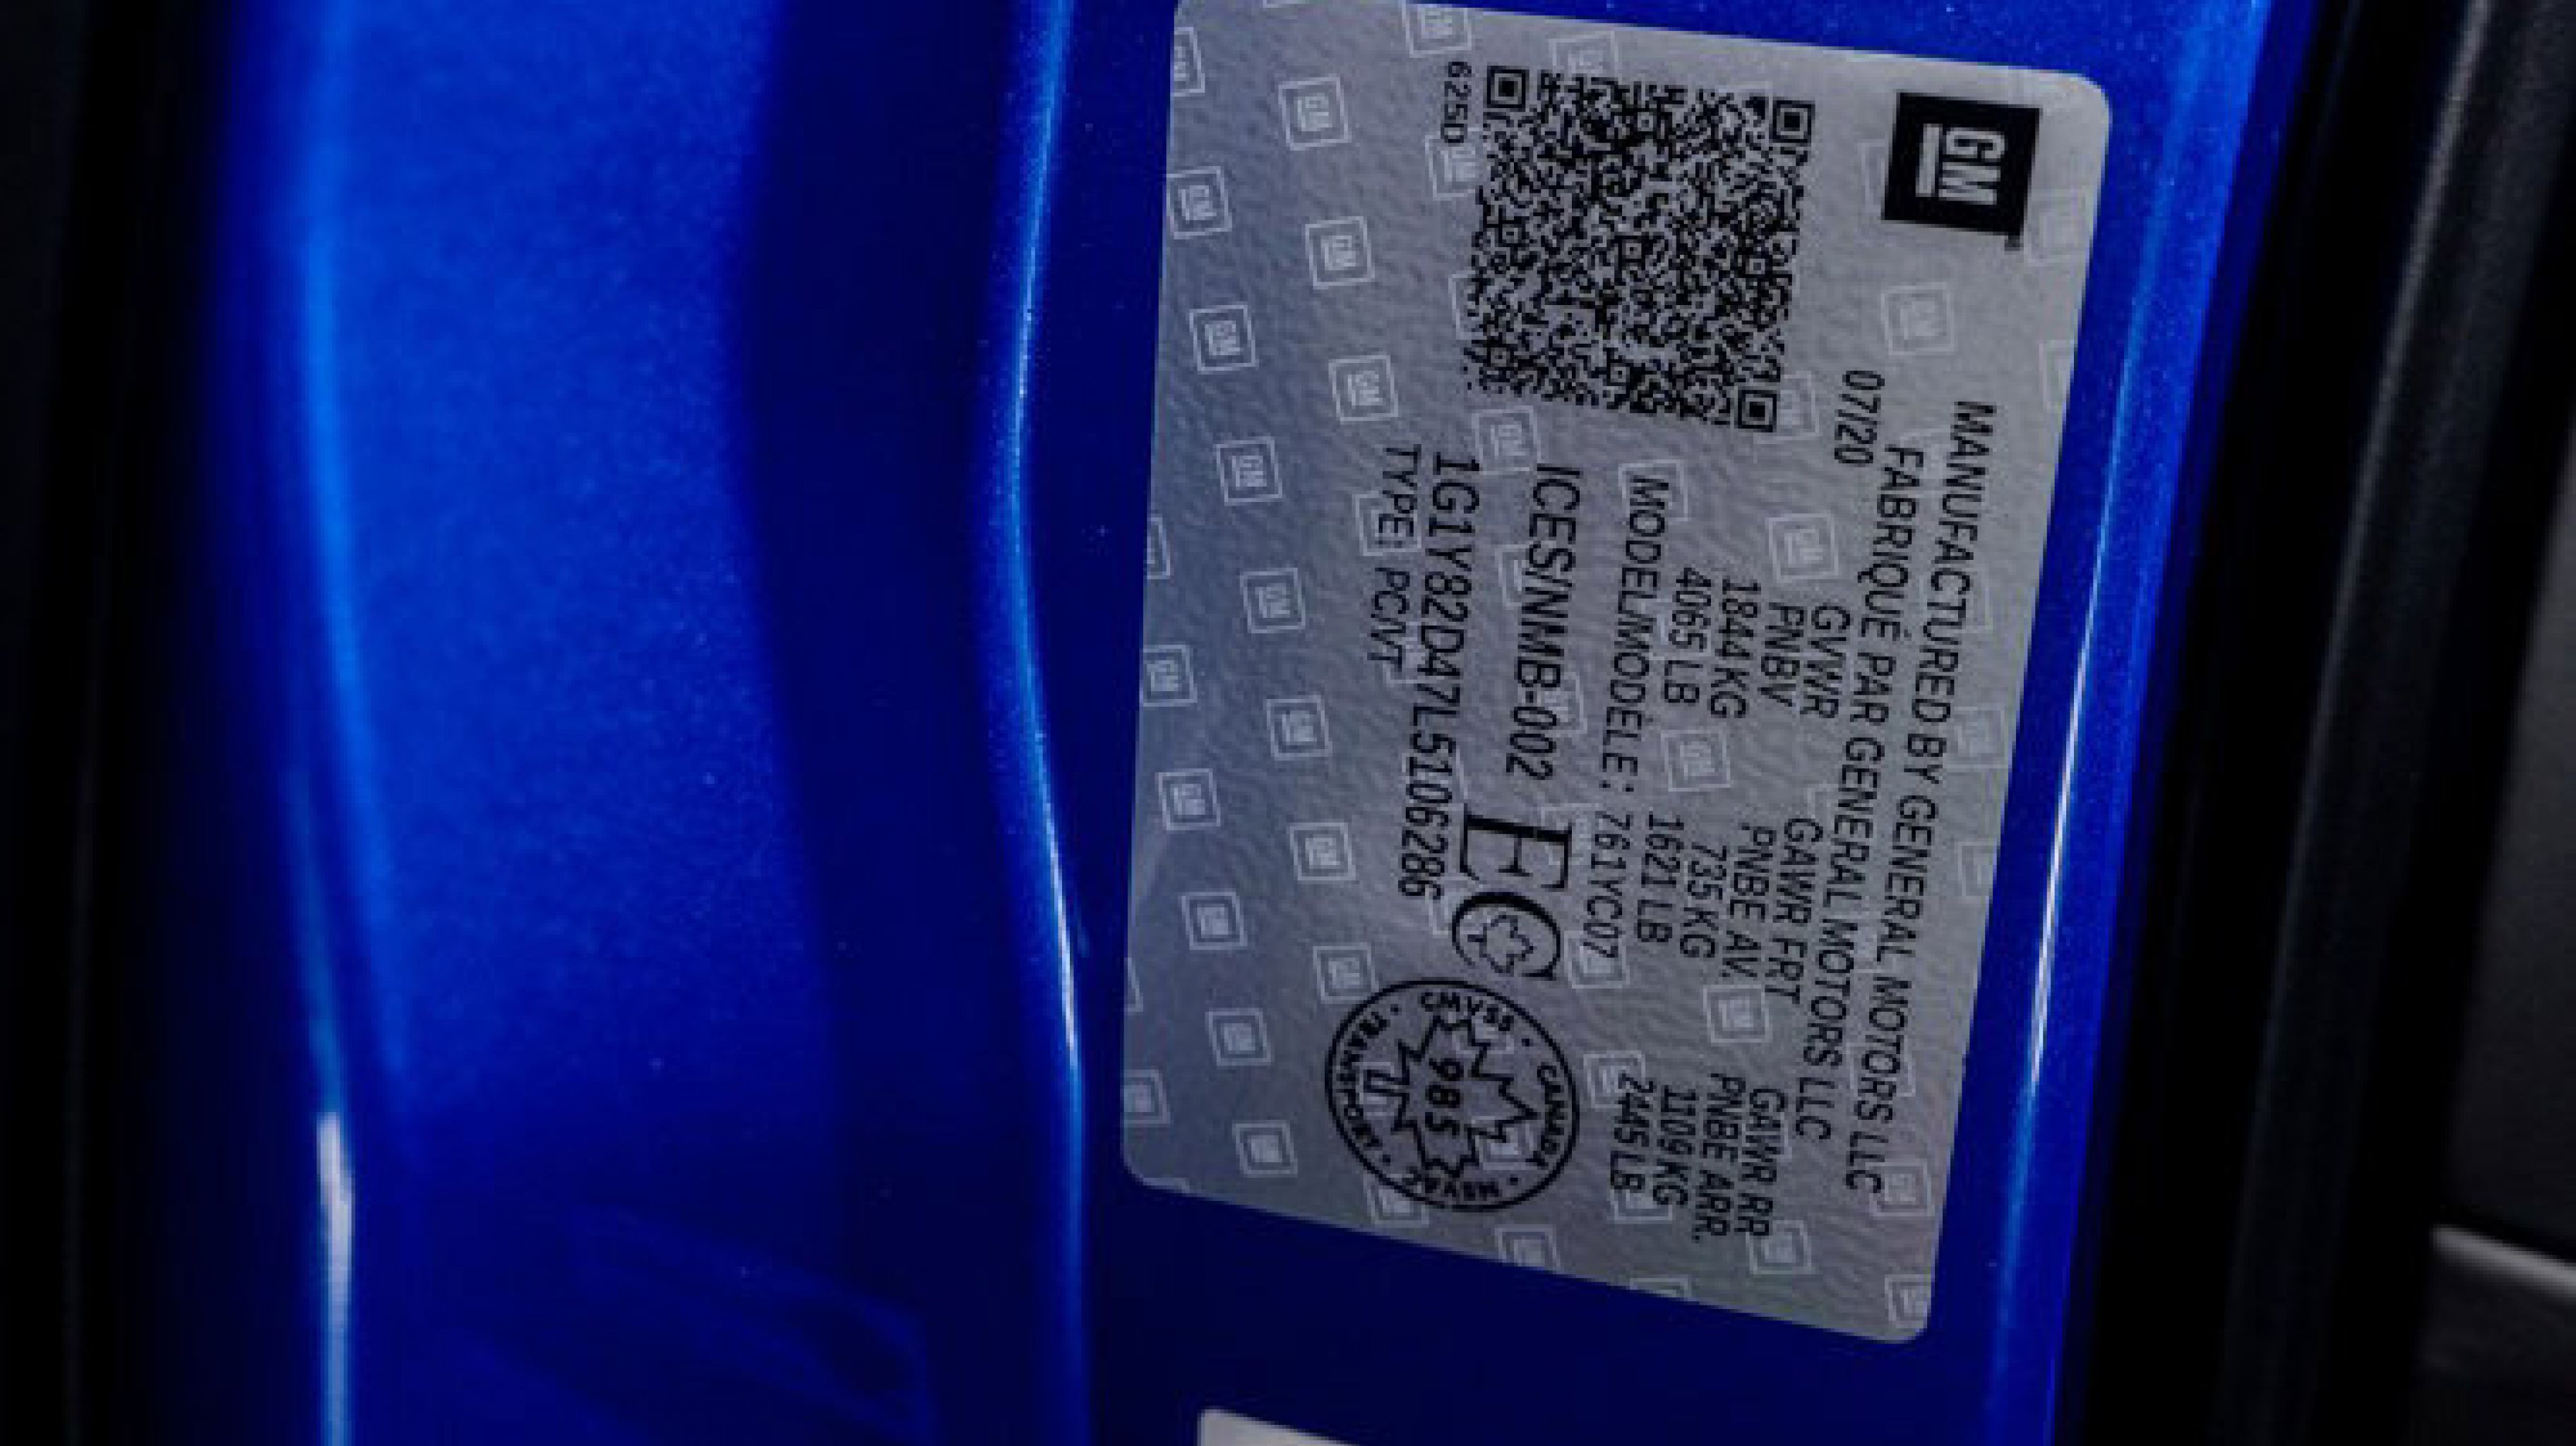 GM
MANUFACTURED BY GENERAL MOTORS LLC
FABRIQUÉ PAR GENERAL MOTORS LLC
07/20
GVWR GAWR FRT GAWR RR
PNBV PNBE AV. PNBE ARR.
1844 KG 735 KG 1109 KG
4065 LB 1621 LB 2445 LB
MODEL/MODÈLE: 761YC07
ICES/NMB-002 EC
1G1Y82D47L5106286
TYPE: PC/VT
625D
CMVSS · CANADA · NSVAC · TRANSPORT ·
985